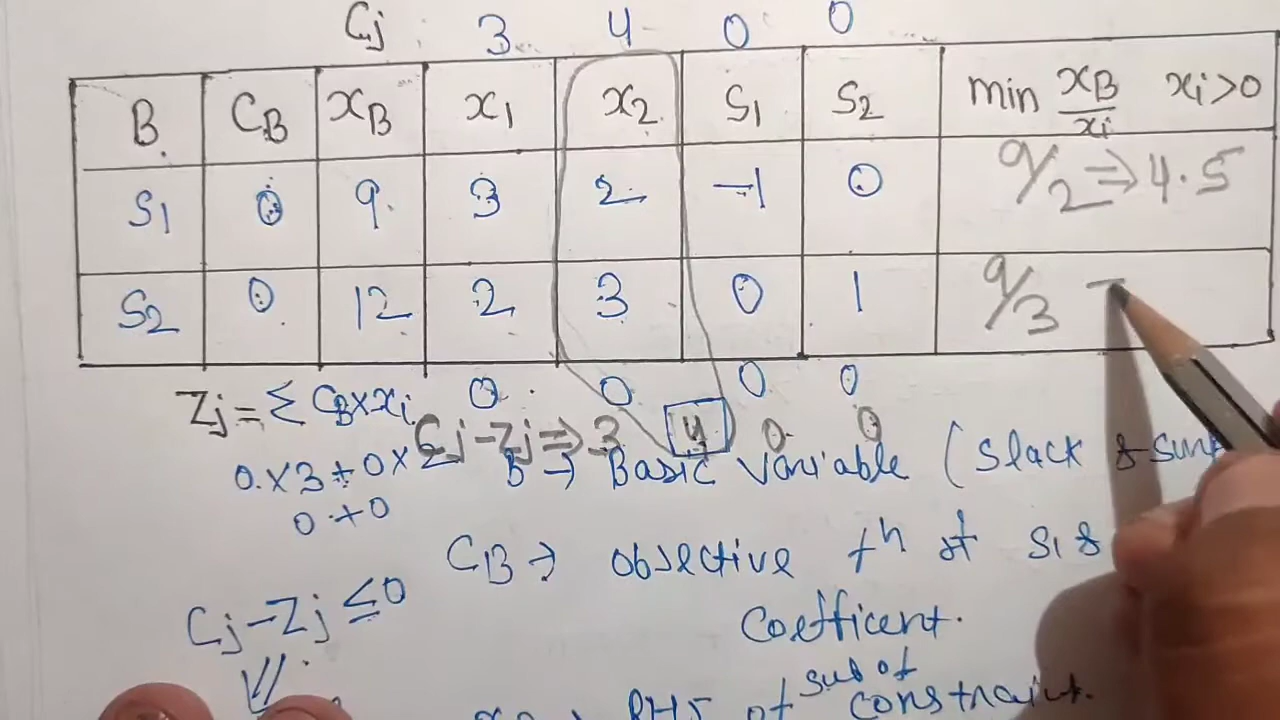 Cj 3 4 0 0
B CB xB x1 x2 S1 S2 min xB/xi xi>0
S1 0 9 3 2 -1 0 9/2 ⇒ 4.5
S2 0 12 2 3 0 1 9/3
Zj = Σ CB×xi 0 0 0 0
Cj-Zj ⇒ 3 4 0 0
0×3+0×2 B → Basic Variable (Slack &
0+0
CB → objective fn of S1 &
Cj-Zj ≤0 Coefficent.
RHS of sub of constraint.